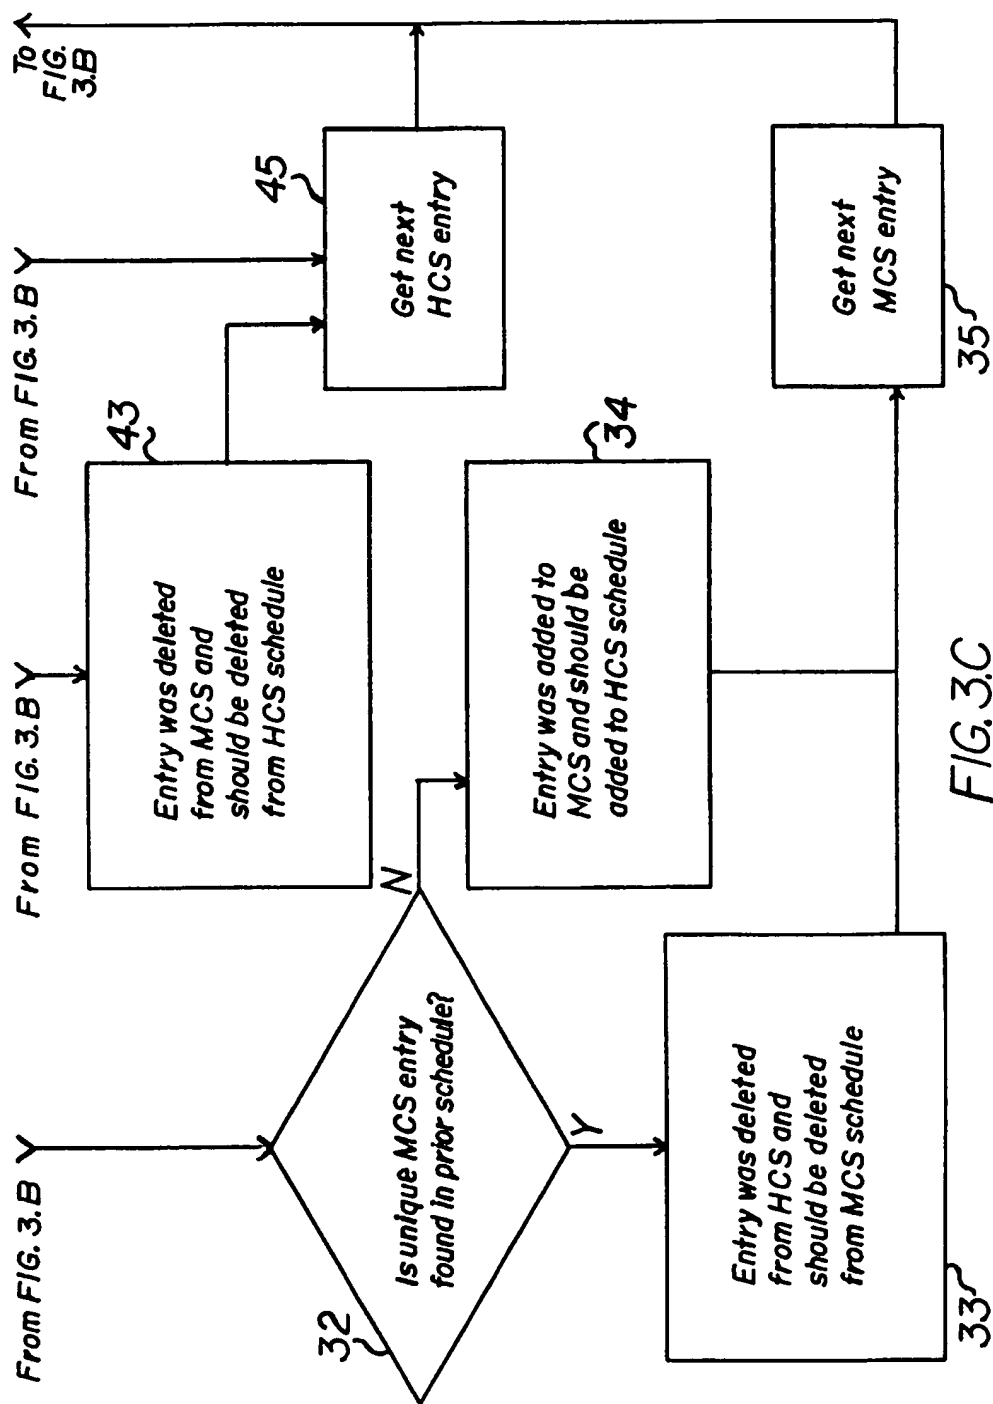 From FIG. 3.B
From FIG. 3.B
From FIG. 3.B
To
FIG.
3.B
32
Is unique MCS entry
found in prior schedule?
N
Y
43
Entry was deleted
from MCS and
should be deleted
from HCS schedule
45
Get next
HCS entry
34
Entry was added to
MCS and should be
added to HCS schedule
33
Entry was deleted
from HCS and
should be deleted
from MCS schedule
35
Get next
MCS entry
FIG. 3.C